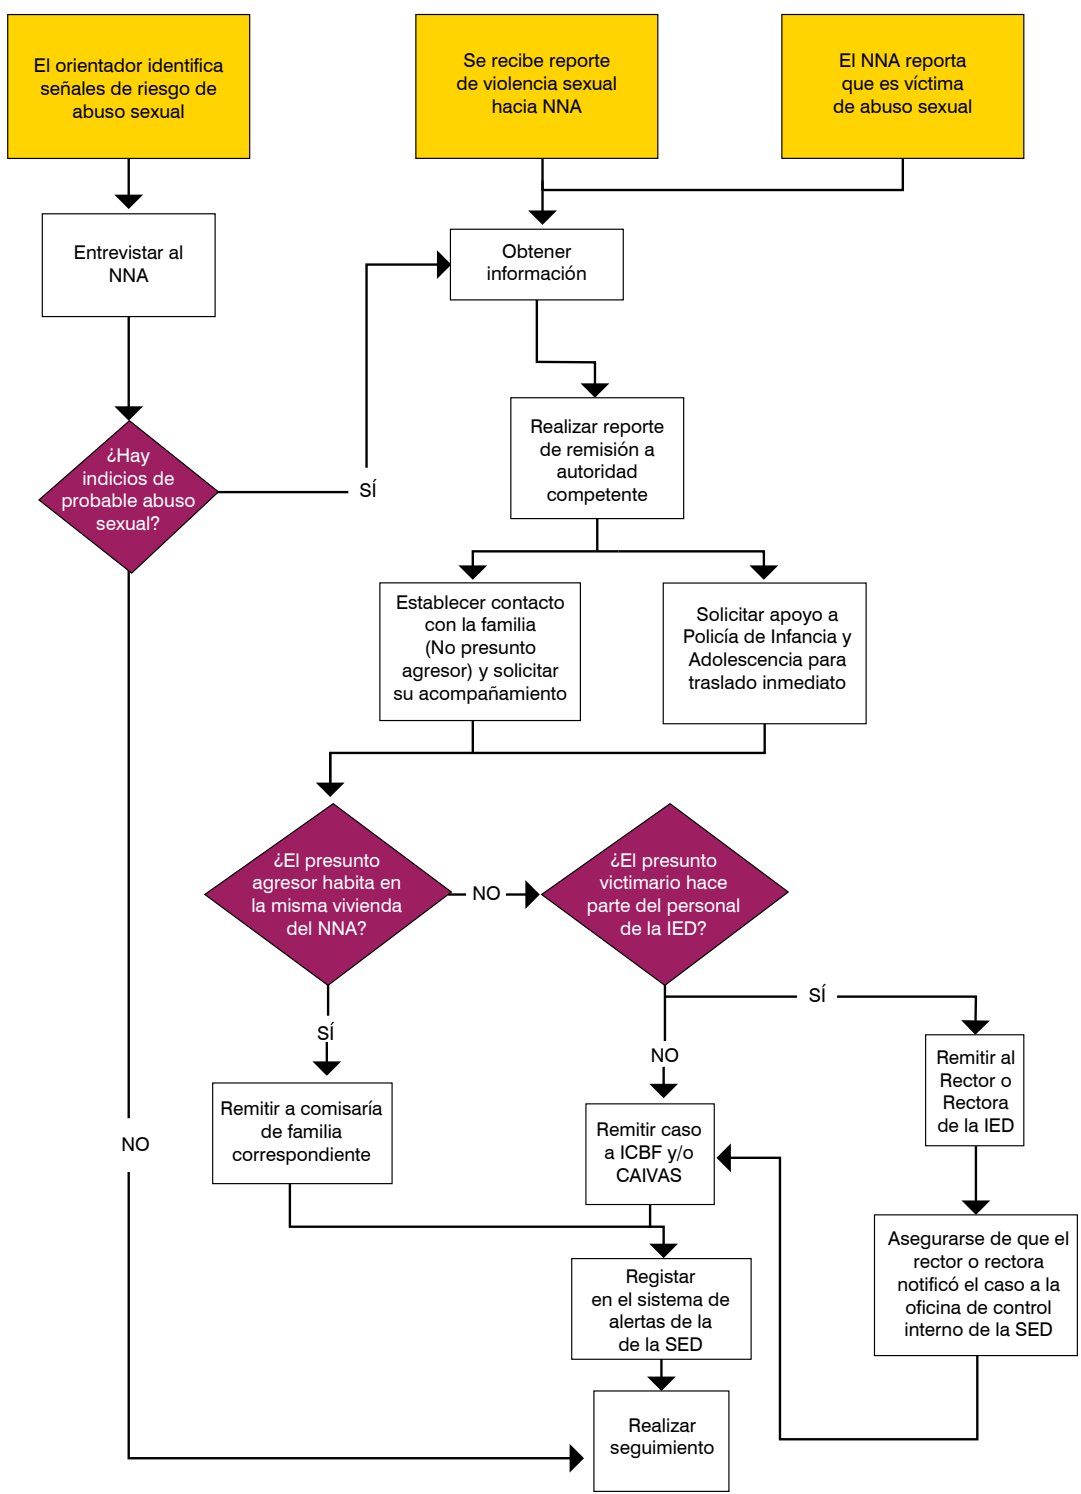 El orientador identifica
señales de riesgo de
abuso sexual
Se recibe reporte
de violencia sexual
hacia NNA
El NNA reporta
que es víctima
de abuso sexual
Entrevistar al
NNA
Obtener
información
¿Hay
indicios de
probable abuso
sexual?
SÍ
Realizar reporte
de remisión a
autoridad
competente
Establecer contacto
con la familia
(No presunto
agresor) y solicitar
su acompañamiento
Solicitar apoyo a
Policía de Infancia y
Adolescencia para
traslado inmediato
¿El presunto
agresor habita en
la misma vivienda
del NNA?
NO
¿El presunto
victimario hace
parte del personal
de la IED?
SÍ
SÍ
NO
Remitir al
Rector o
Rectora
de la IED
Remitir a comisaría
de familia
correspondiente
Remitir caso
a ICBF y/o
CAIVAS
NO
Asegurarse de que el
rector o rectora
notificó el caso a la
oficina de control
interno de la SED
Registar
en el sistema de
alertas de la
de la SED
Realizar
seguimiento